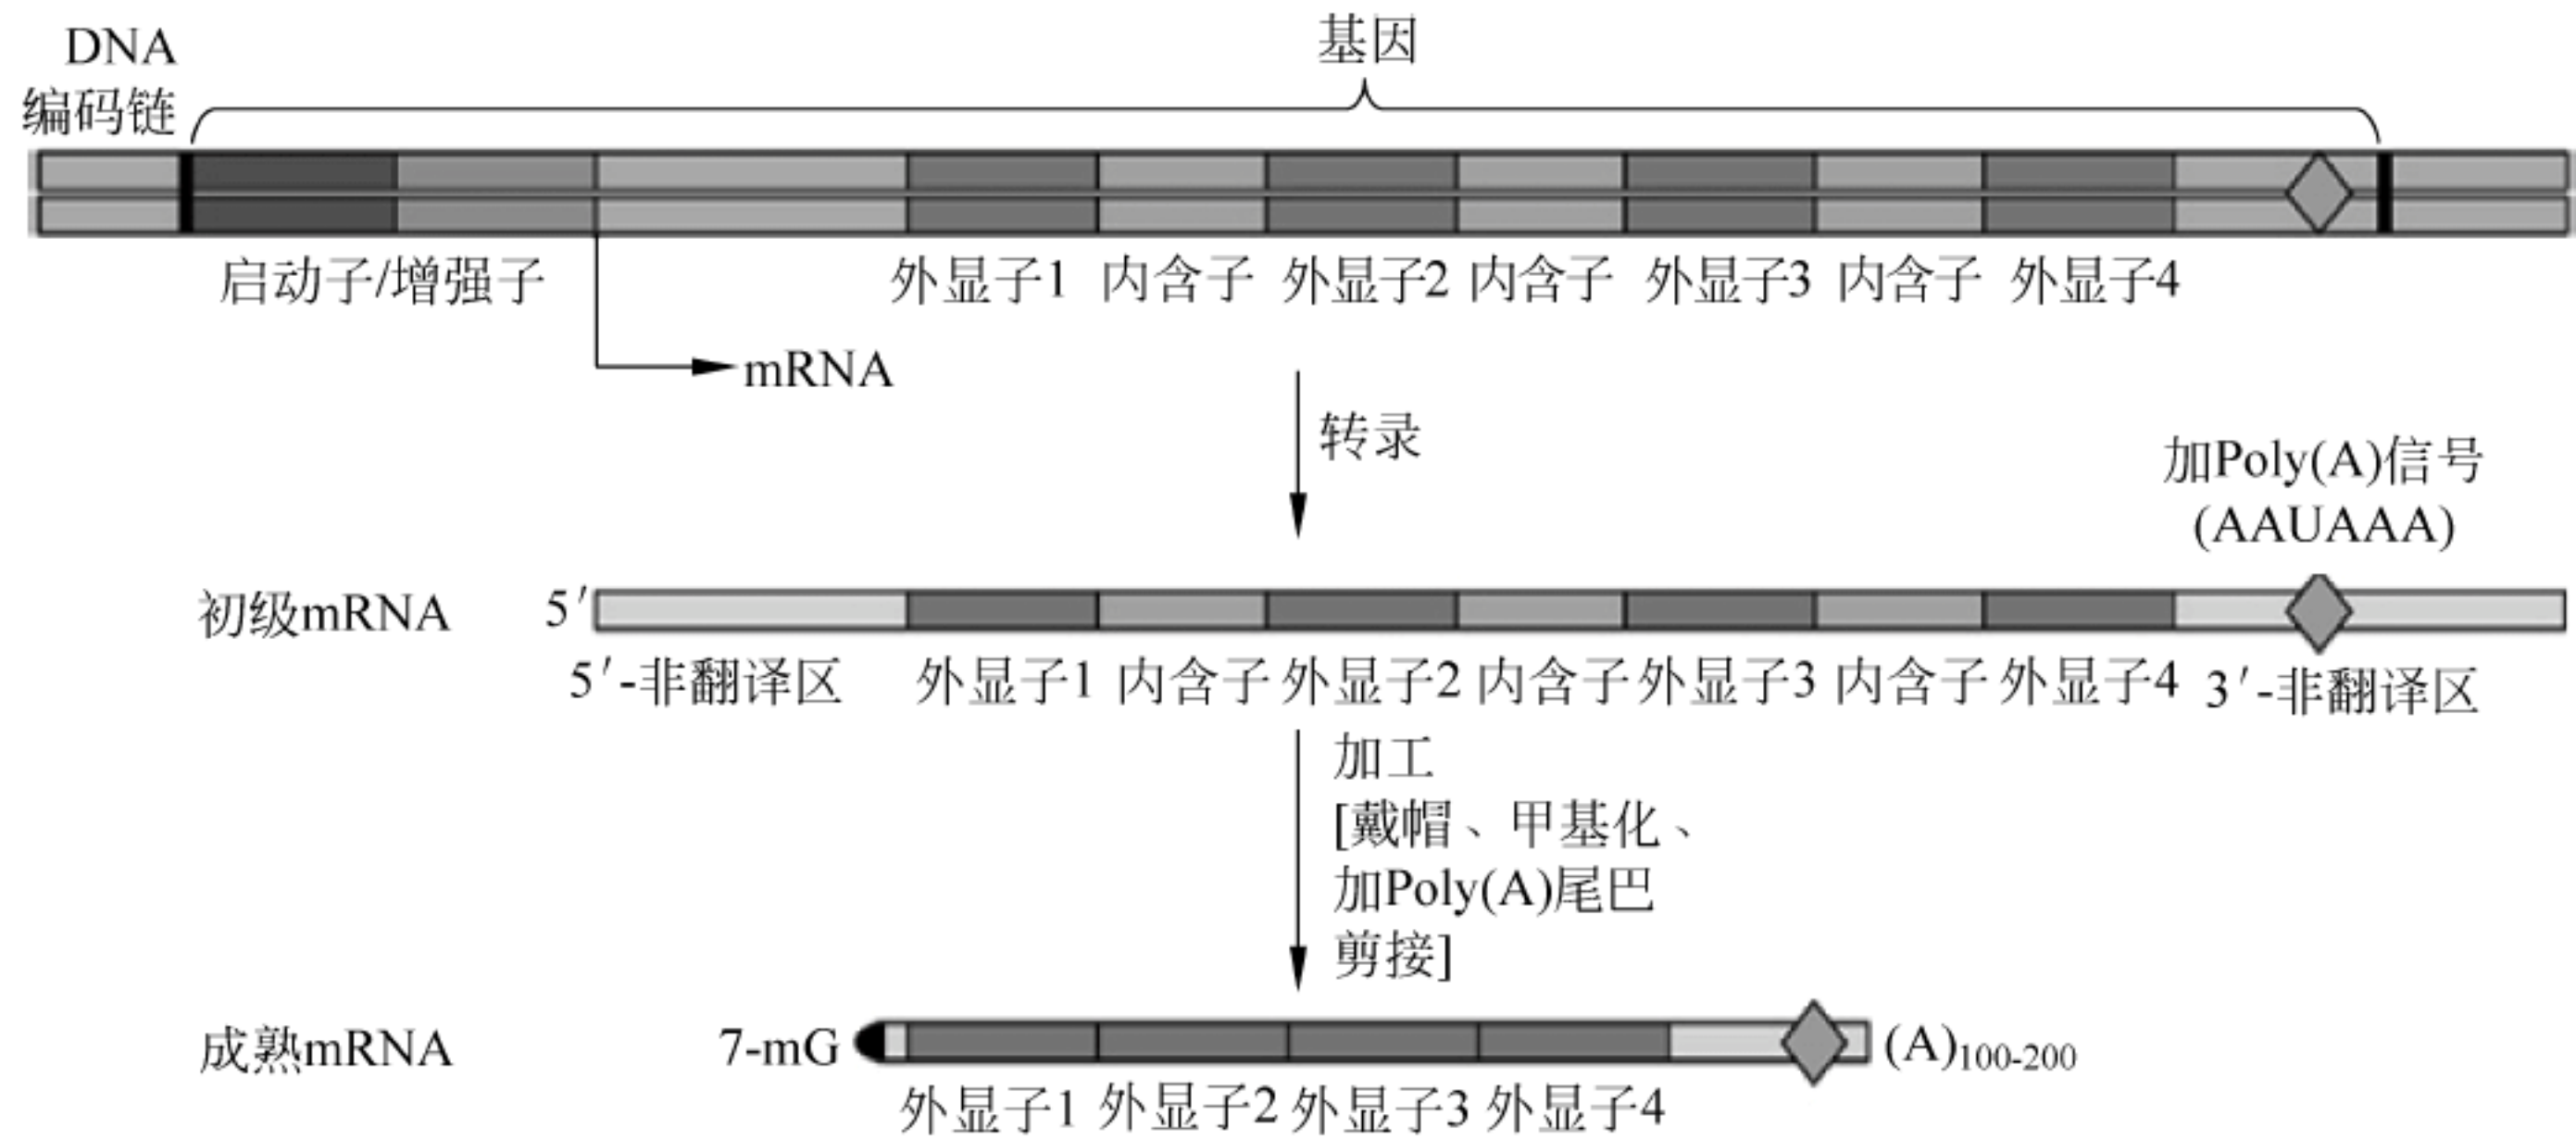 DNA
编码链
基因
启动子/增强子
外显子1 内含子 外显子2 内含子 外显子3 内含子 外显子4
mRNA
转录
加Poly(A)信号
(AAUAAA)
初级mRNA 5′
5′-非翻译区 外显子1 内含子 外显子2 内含子 外显子3 内含子 外显子4 3′-非翻译区
加工
[戴帽、甲基化、
加Poly(A)尾巴
剪接]
成熟mRNA 7-mG (A)100-200
外显子1 外显子2 外显子3 外显子4